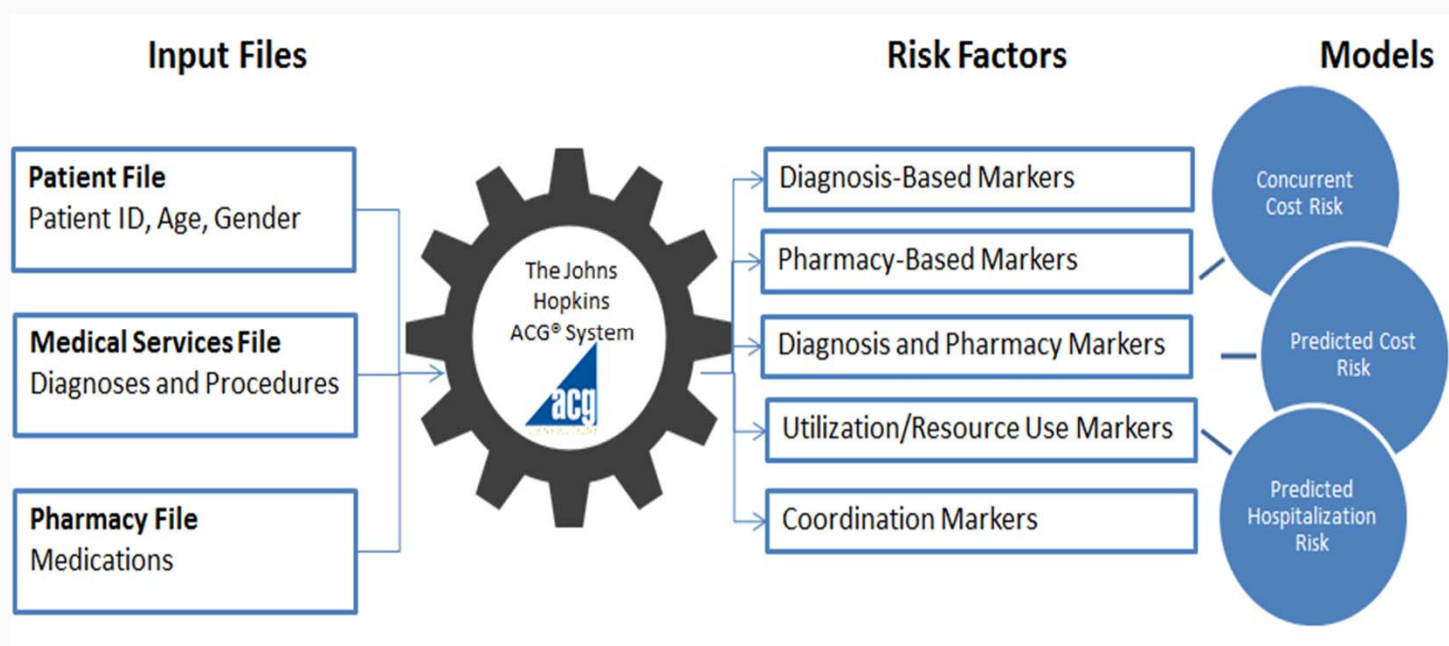 Input Files
Risk Factors
Models
Patient File
Patient ID, Age, Gender
Medical Services File
Diagnoses and Procedures
Pharmacy File
Medications
The Johns
Hopkins
ACG® System
acg
Diagnosis-Based Markers
Pharmacy-Based Markers
Diagnosis and Pharmacy Markers
Utilization/Resource Use Markers
Coordination Markers
Concurrent
Cost Risk
Predicted Cost
Risk
Predicted
Hospitalization
Risk